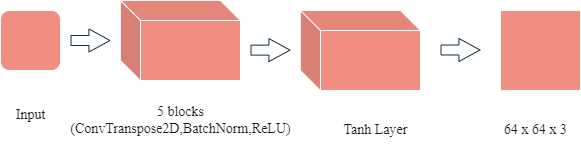 Input
5 blocks
(ConvTranspose2D,BatchNorm,ReLU)
Tanh Layer
64 x 64 x 3